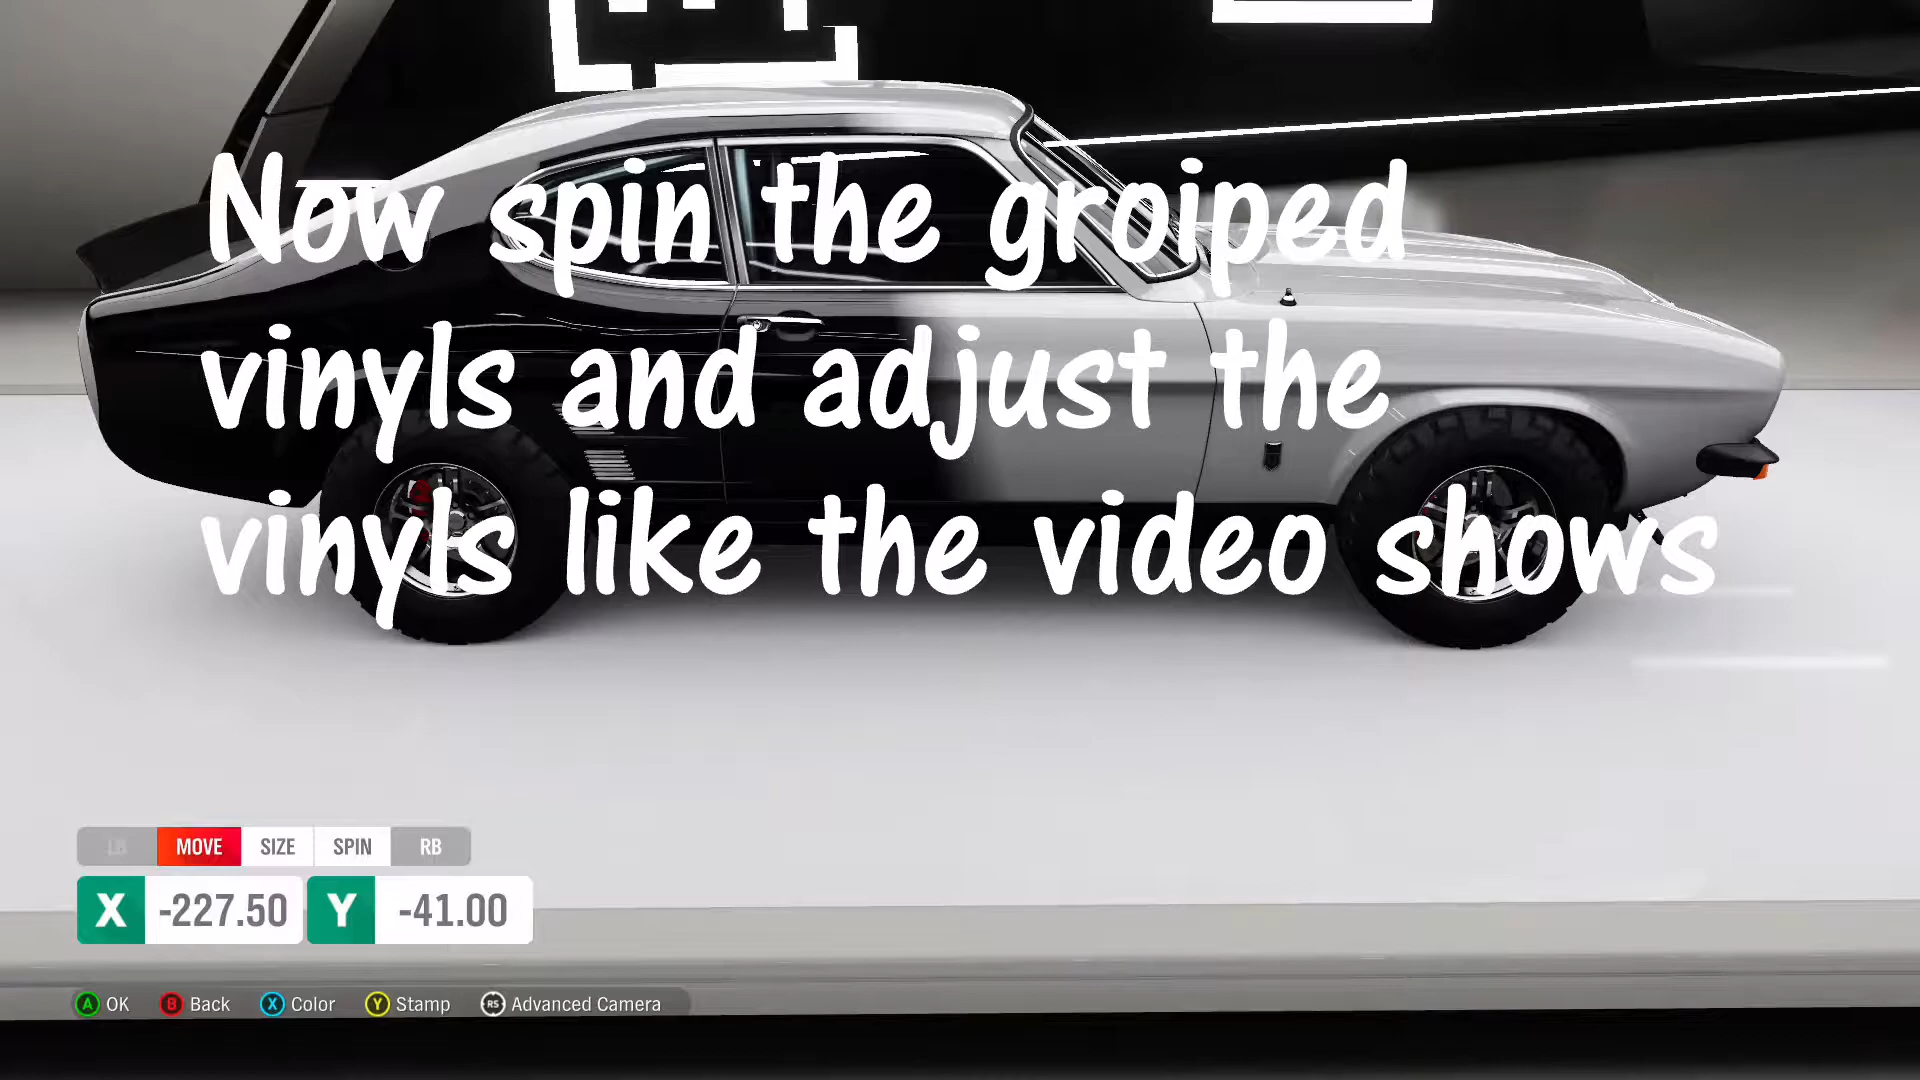 Now spin the groiped
vinyls and adjust the
vinyls like the video shows
LB MOVE SIZE SPIN RB
X -227.50 Y -41.00
A OK B Back X Color Y Stamp RS Advanced Camera